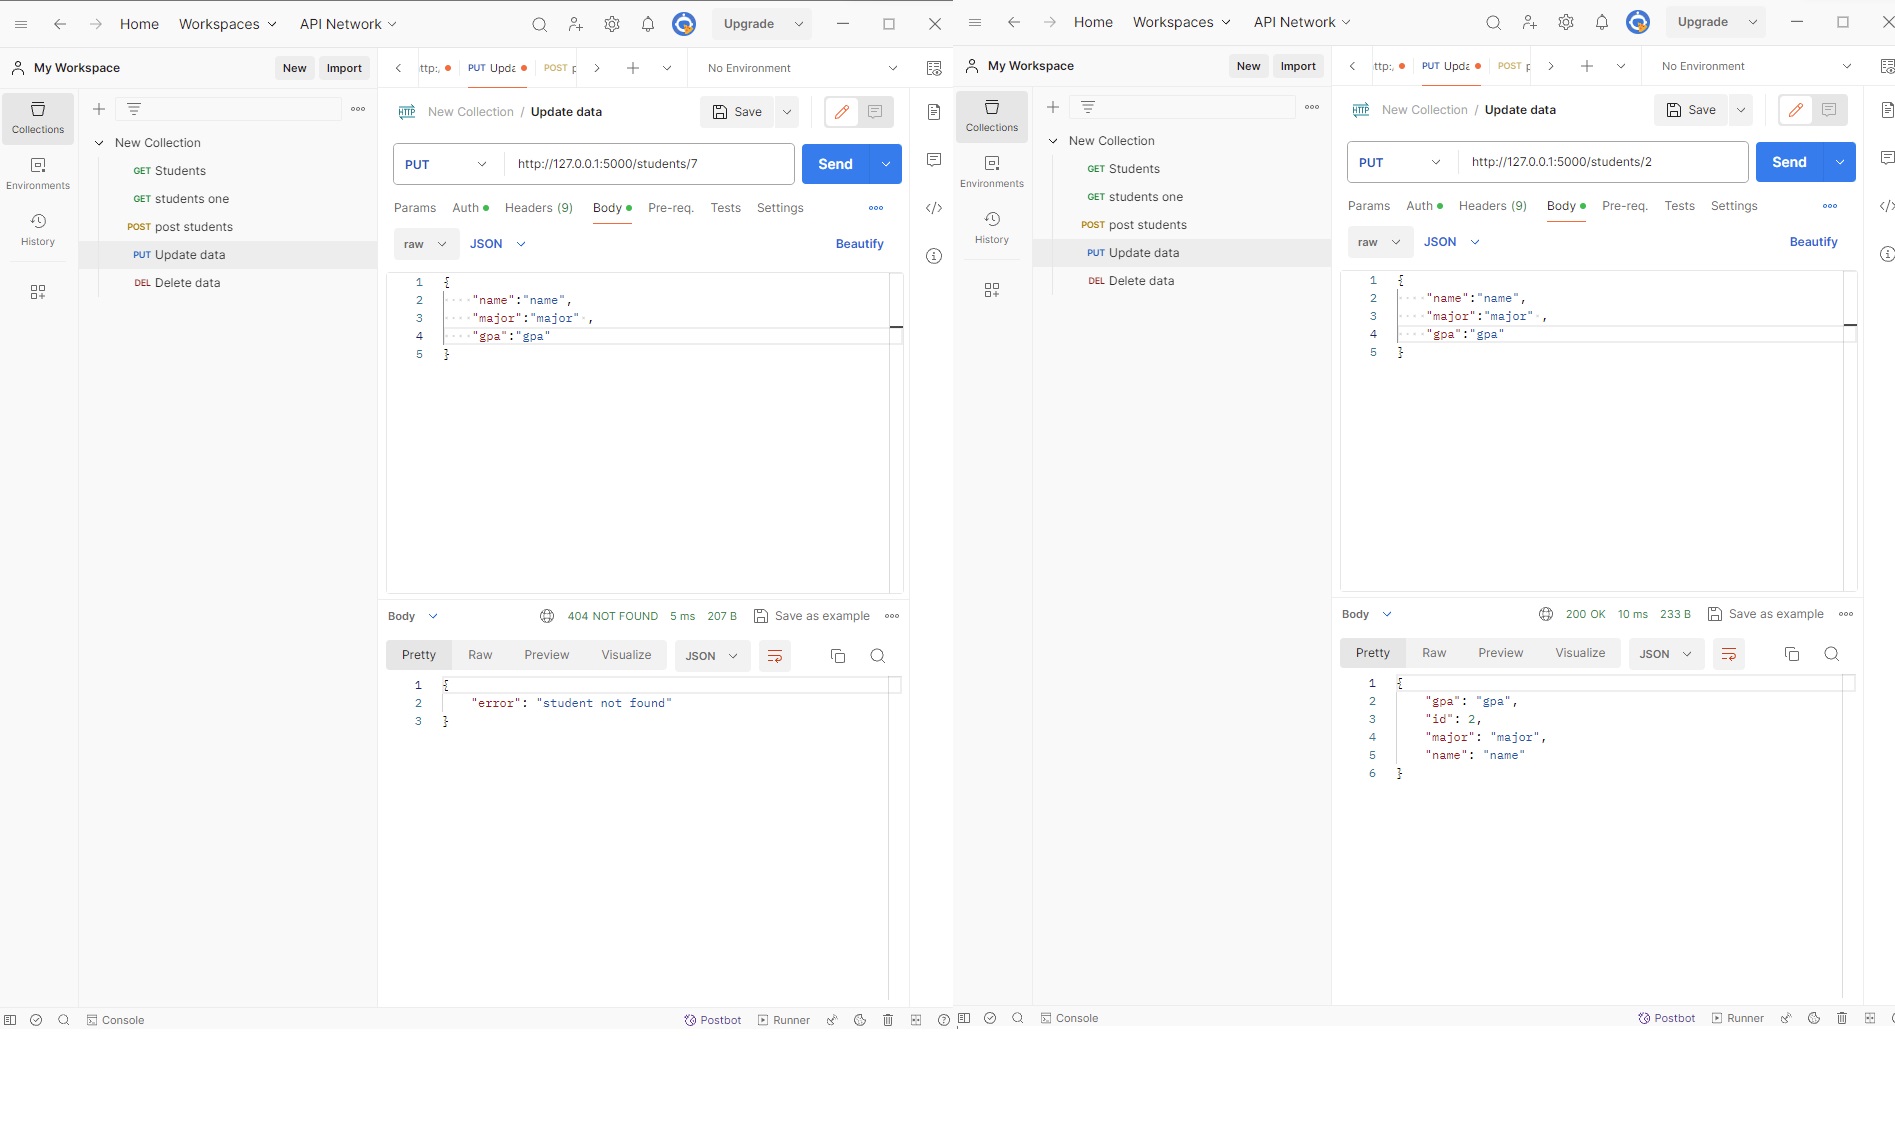 Home Workspaces API Network Upgrade
My Workspace New Import
ttp:, PUT Upda POST No Environment
Collections
Environments
History
New Collection
GET Students
GET students one
POST post students
PUT Update data
DEL Delete data
HTTP New Collection / Update data Save
PUT http://127.0.0.1:5000/students/7 Send
Params Auth Headers (9) Body Pre-req. Tests Settings
raw JSON Beautify
1 {
2 "name":"name",
3 "major":"major" ,
4 "gpa":"gpa"
5 }
Body 404 NOT FOUND 5 ms 207 B Save as example
Pretty Raw Preview Visualize JSON
1 {
2 "error": "student not found"
3 }
Console Postbot Runner
Home Workspaces API Network Upgrade
My Workspace New Import
ttp:, PUT Upda POST No Environment
Collections
Environments
History
New Collection
GET Students
GET students one
POST post students
PUT Update data
DEL Delete data
HTTP New Collection / Update data Save
PUT http://127.0.0.1:5000/students/2 Send
Params Auth Headers (9) Body Pre-req. Tests Settings
raw JSON Beautify
1 {
2 "name":"name",
3 "major":"major" ,
4 "gpa":"gpa"
5 }
Body 200 OK 10 ms 233 B Save as example
Pretty Raw Preview Visualize JSON
1 {
2 "gpa": "gpa",
3 "id": 2,
4 "major": "major",
5 "name": "name"
6 }
Console Postbot Runner